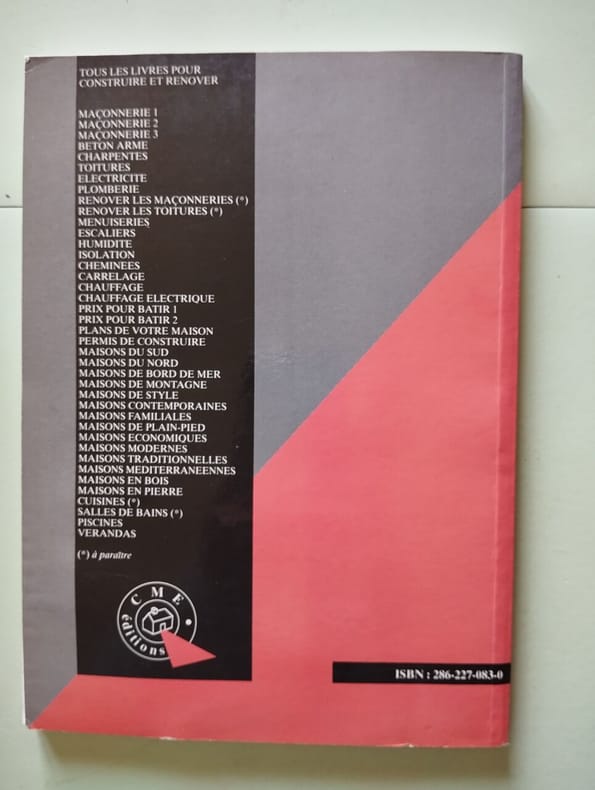 TOUS LES LIVRES POUR
CONSTRUIRE ET RENOVER
MAÇONNERIE 1
MAÇONNERIE 2
MAÇONNERIE 3
BETON ARME
CHARPENTES
TOITURES
ELECTRICITE
PLOMBERIE
RENOVER LES MAÇONNERIES (*)
RENOVER LES TOITURES (*)
MENUISERIES
ESCALIERS
HUMIDITE
ISOLATION
CHEMINEES
CARRELAGE
CHAUFFAGE
CHAUFFAGE ELECTRIQUE
PRIX POUR BATIR 1
PRIX POUR BATIR 2
PLANS DE VOTRE MAISON
PERMIS DE CONSTRUIRE
MAISONS DU SUD
MAISONS DU NORD
MAISONS DE BORD DE MER
MAISONS DE MONTAGNE
MAISONS DE STYLE
MAISONS CONTEMPORAINES
MAISONS FAMILIALES
MAISONS DE PLAIN-PIED
MAISONS ECONOMIQUES
MAISONS MODERNES
MAISONS TRADITIONNELLES
MAISONS MEDITERRANEENNES
MAISONS EN BOIS
MAISONS EN PIERRE
CUISINES (*)
SALLES DE BAINS (*)
PISCINES
VERANDAS
(*) à paraître
CME
éditions
ISBN : 286-227-083-0